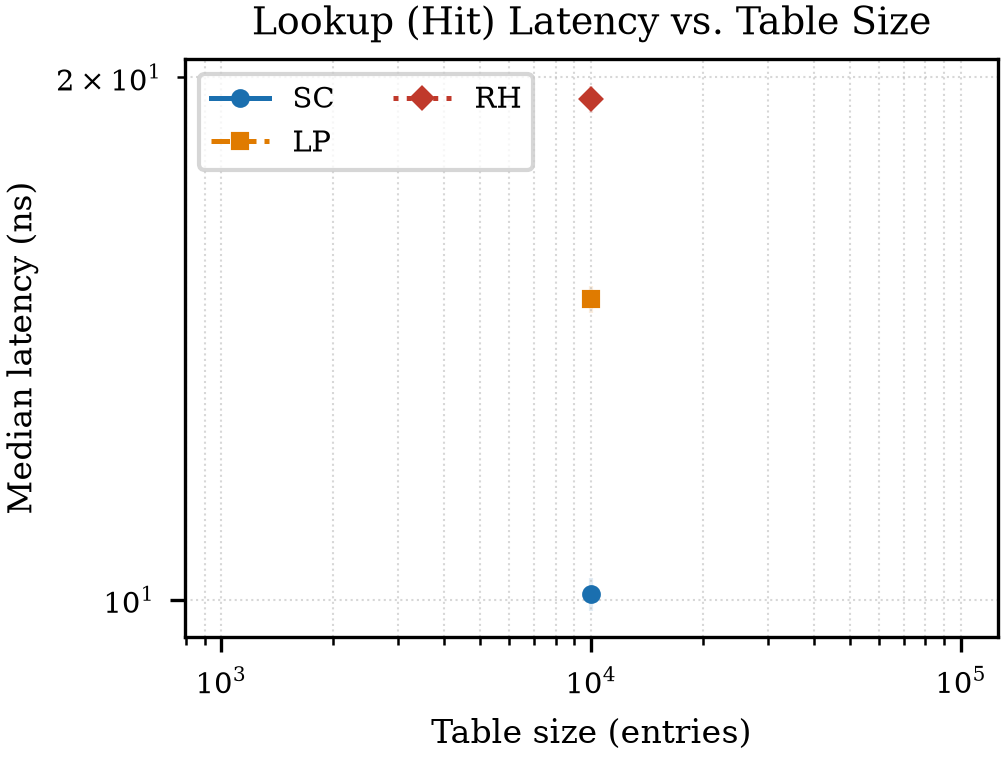 Lookup (Hit) Latency vs. Table Size
2 × 10¹
SC
RH
LP
Median latency (ns)
10¹
10³
10⁴
10⁵
Table size (entries)